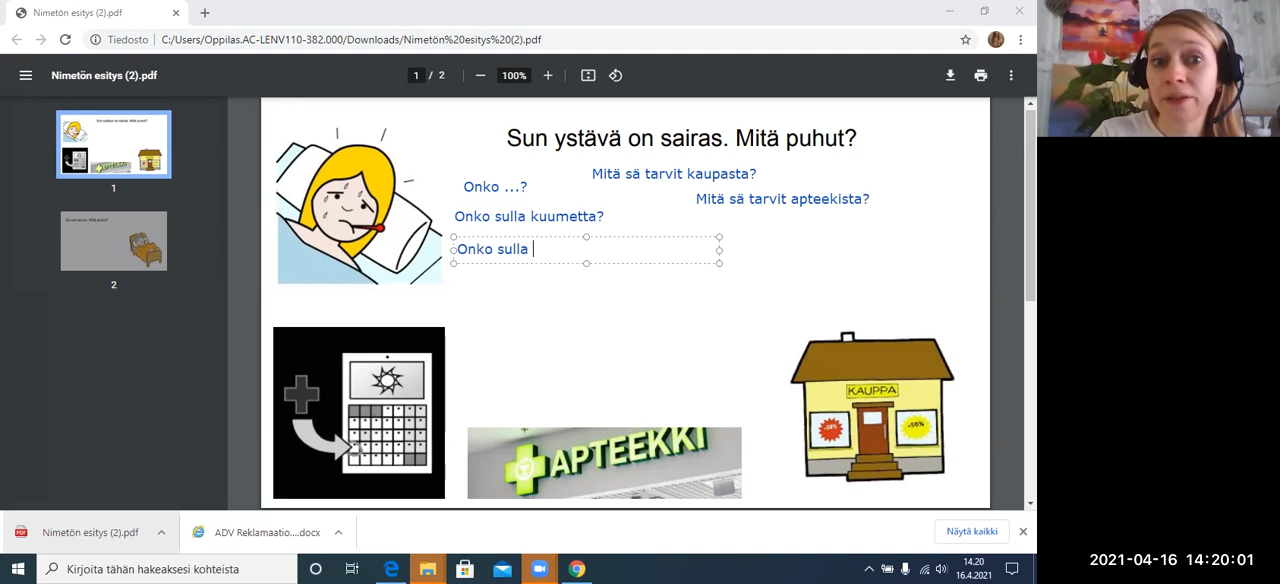 Nimetön esitys (2).pdf
Tiedosto
C:/Users/Oppilas.AC-LENV110-382.000/Downloads/Nimetön%20esitys%20(2).pdf
Nimetön esitys (2).pdf
1 / 2
100%
Sun ystävä on sairas. Mitä puhut?
Mitä sä tarvit kaupasta?
Onko ...?
Mitä sä tarvit apteekista?
Onko sulla kuumetta?
Onko sulla
1
2
KAUPPA
-50%
-50%
APTEEKKI
Nimetön esitys (2).pdf
ADV Reklamaatio....docx
Näytä kaikki
Kirjoita tähän hakeaksesi kohteista
14.20
16.4.2021
2021-04-16 14:20:01